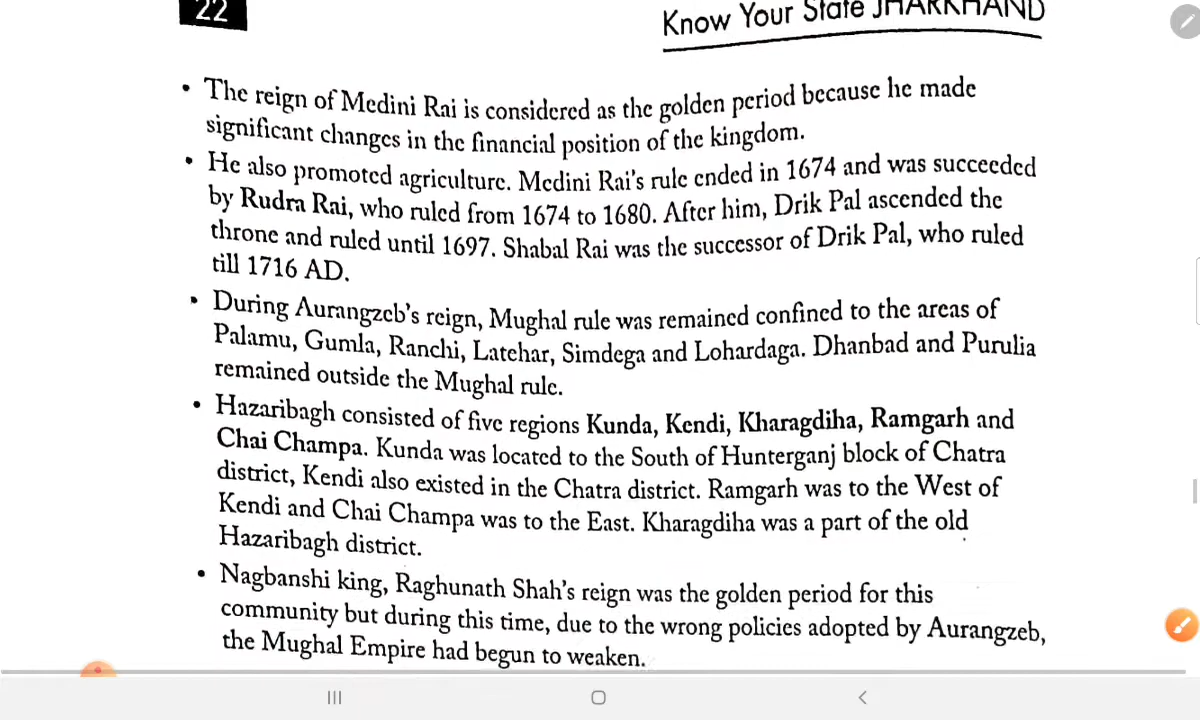 22
Know Your State JHARKHAND
• The reign of Medini Rai is considered as the golden period because he made
significant changes in the financial position of the kingdom.
• He also promoted agriculture. Medini Rai's rule ended in 1674 and was succeeded
by Rudra Rai, who ruled from 1674 to 1680. After him, Drik Pal ascended the
throne and ruled until 1697. Shabal Rai was the successor of Drik Pal, who ruled
till 1716 AD.
• During Aurangzeb's reign, Mughal rule was remained confined to the areas of
Palamu, Gumla, Ranchi, Latehar, Simdega and Lohardaga. Dhanbad and Purulia
remained outside the Mughal rule.
• Hazaribagh consisted of five regions Kunda, Kendi, Kharagdiha, Ramgarh and
Chai Champa. Kunda was located to the South of Hunterganj block of Chatra
district, Kendi also existed in the Chatra district. Ramgarh was to the West of
Kendi and Chai Champa was to the East. Kharagdiha was a part of the old
Hazaribagh district.
• Nagbanshi king, Raghunath Shah's reign was the golden period for this
community but during this time, due to the wrong policies adopted by Aurangzeb,
the Mughal Empire had begun to weaken.